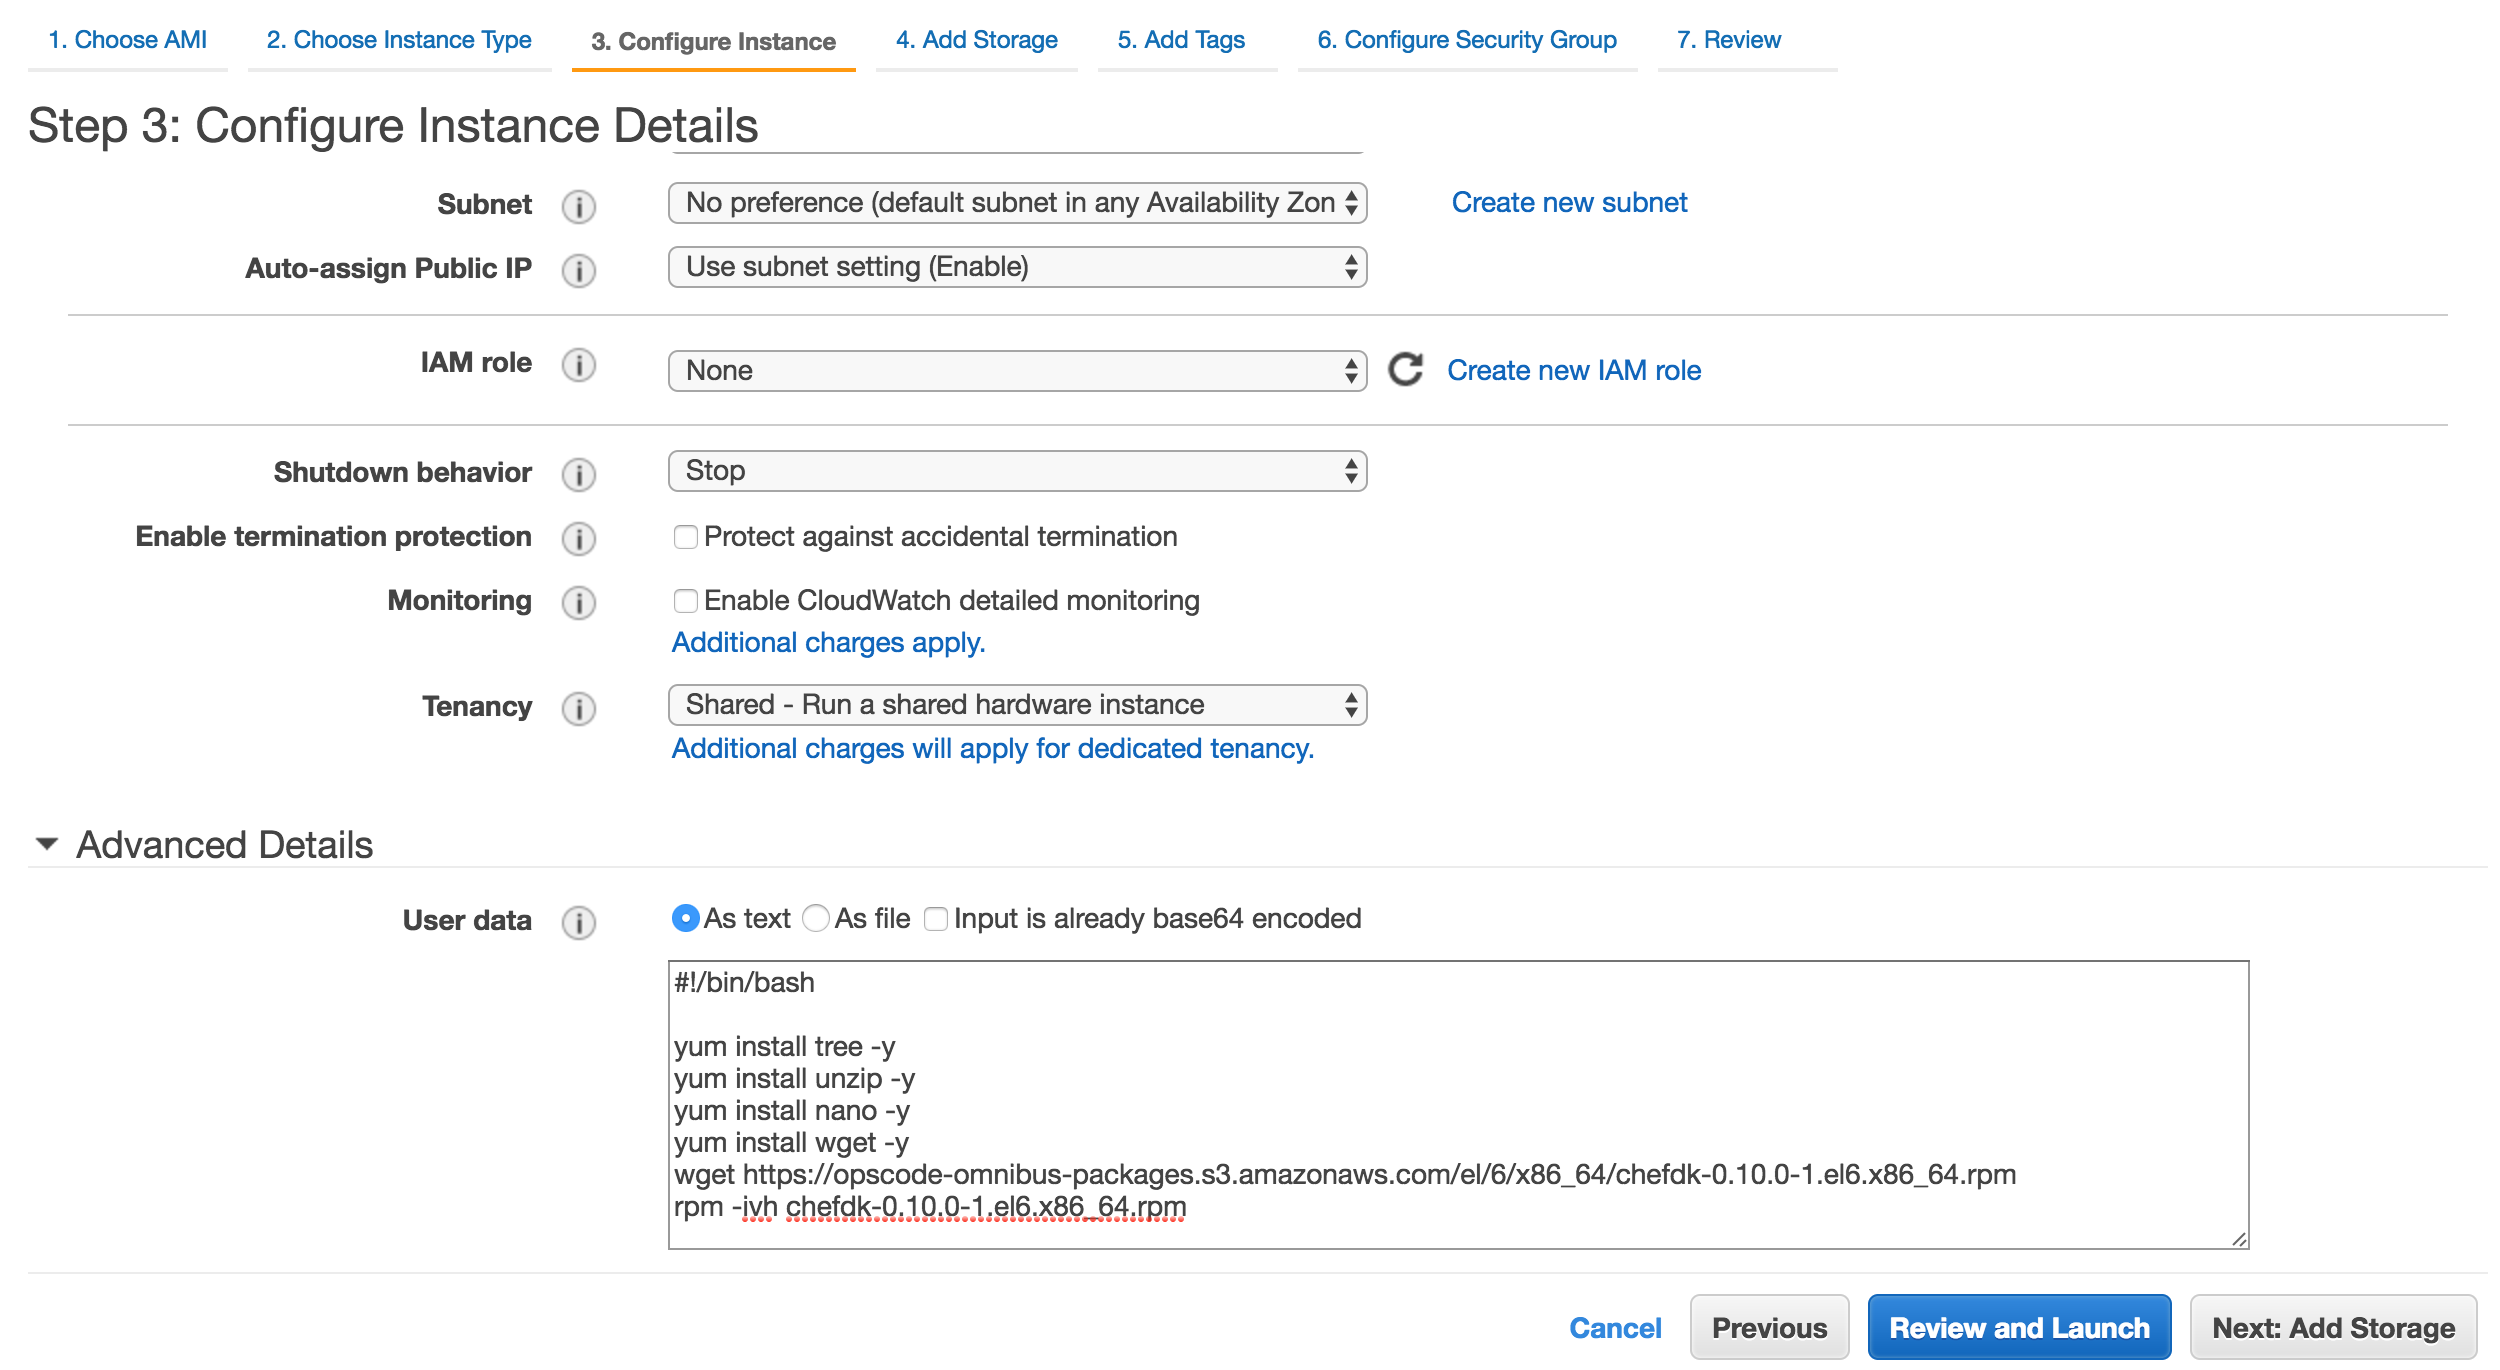 1. Choose AMI 2. Choose Instance Type 3. Configure Instance 4. Add Storage 5. Add Tags 6. Configure Security Group 7. Review
Step 3: Configure Instance Details
Subnet i No preference (default subnet in any Availability Zon Create new subnet
Auto-assign Public IP i Use subnet setting (Enable)
IAM role i None Create new IAM role
Shutdown behavior i Stop
Enable termination protection i Protect against accidental termination
Monitoring i Enable CloudWatch detailed monitoring
Additional charges apply.
Tenancy i Shared - Run a shared hardware instance
Additional charges will apply for dedicated tenancy.
Advanced Details
User data i As text As file Input is already base64 encoded
#!/bin/bash
yum install tree -y
yum install unzip -y
yum install nano -y
yum install wget -y
wget https://opscode-omnibus-packages.s3.amazonaws.com/el/6/x86_64/chefdk-0.10.0-1.el6.x86_64.rpm
rpm -ivh chefdk-0.10.0-1.el6.x86_64.rpm
Cancel Previous Review and Launch Next: Add Storage